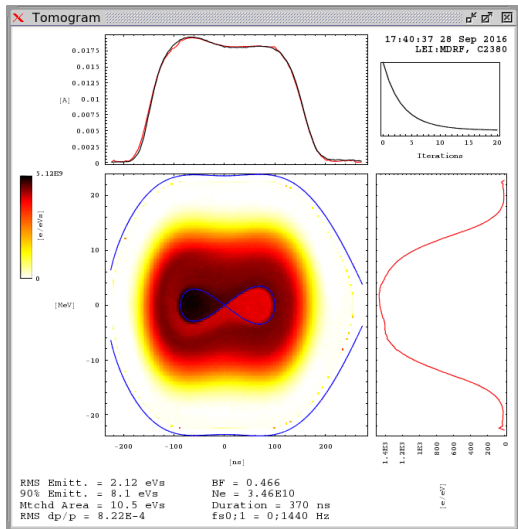 Tomogram
17:40:37 28 Sep 2016
LEI:MDRF, C2380
0.0175
0.015
0.0125
0.01
0.0075
0.005
0.0025
0
[A]
0 5 10 15 20
Iterations
5.12E9
[e/eVs]
0
20
10
0
-10
-20
[MeV]
-200 -100 0 100 200
[ns]
1.4E3 1.2E3 1E3 800 600 400 200 0
[e/eV]
RMS Emitt. = 2.12 eVs BF = 0.466
90% Emitt. = 8.1 eVs Ne = 3.46E10
Mtchd Area = 10.5 eVs Duration = 370 ns
RMS dp/p = 8.22E-4 fs0;1 = 0;1440 Hz